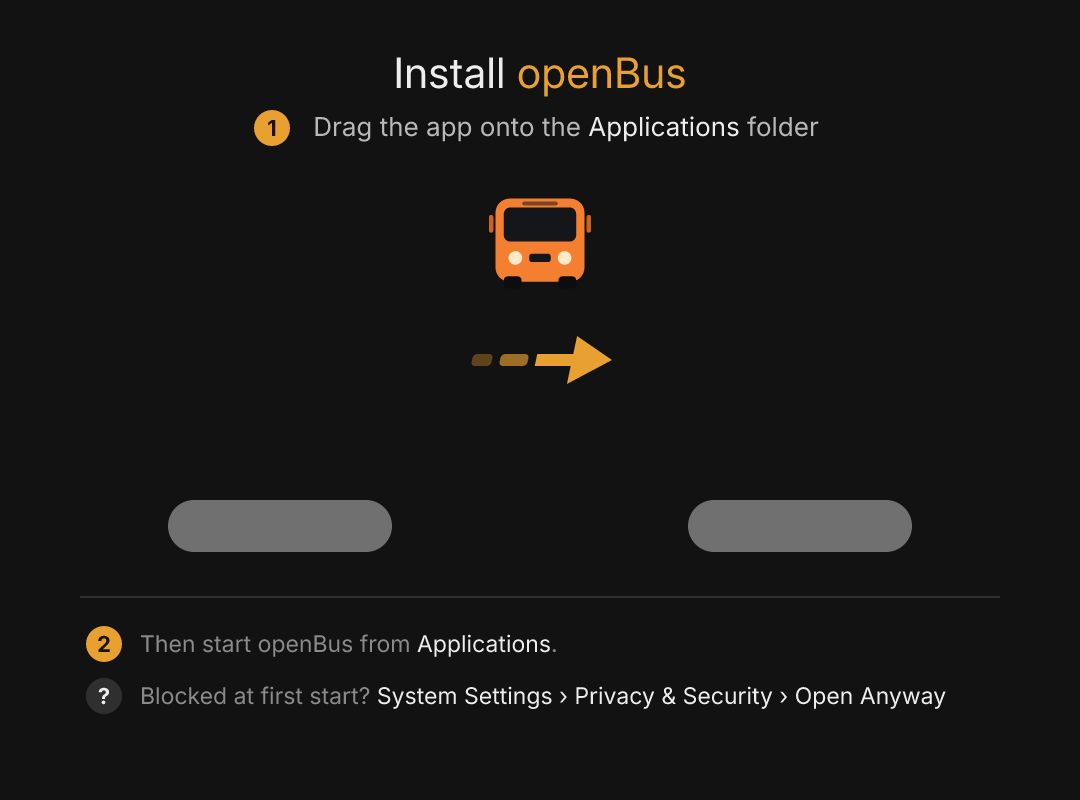 Install openBus
1 Drag the app onto the Applications folder
2 Then start openBus from Applications.
? Blocked at first start? System Settings › Privacy & Security › Open Anyway